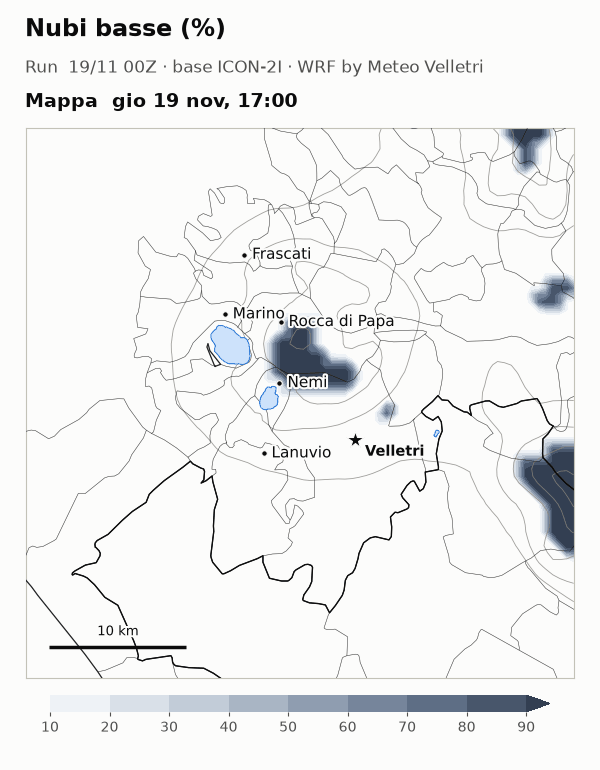 Nubi basse (%)
Run  19/11 00Z · base ICON-2I · WRF by Meteo Velletri
Mappa  gio 19 nov, 17:00
Frascati
Marino
Rocca di Papa
Nemi
Velletri
Lanuvio
10 km
10 20 30 40 50 60 70 80 90